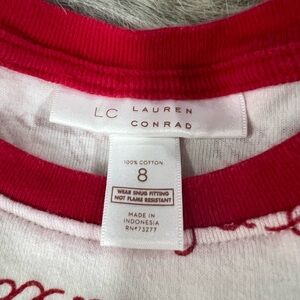 LC LAUREN
CONRAD
100% COTTON
8
WEAR SNUG FITTING
NOT FLAME RESISTANT
MADE IN
INDONESIA
RN#73277